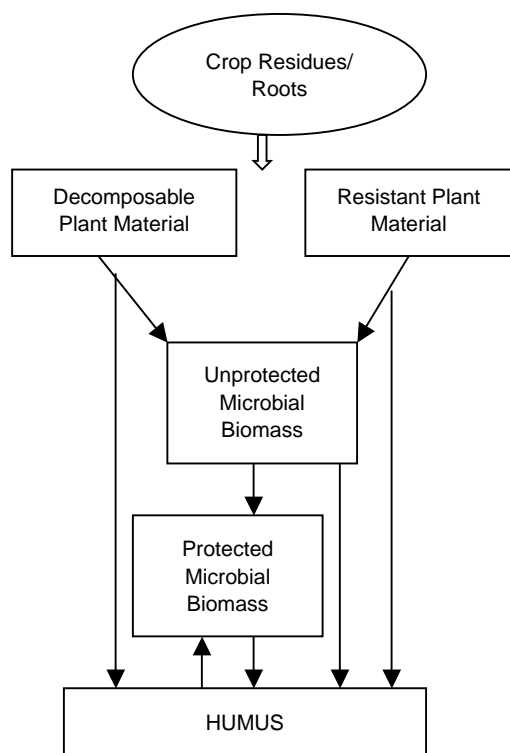 Crop Residues/
Roots
Decomposable
Plant Material
Resistant Plant
Material
Unprotected
Microbial
Biomass
Protected
Microbial
Biomass
HUMUS